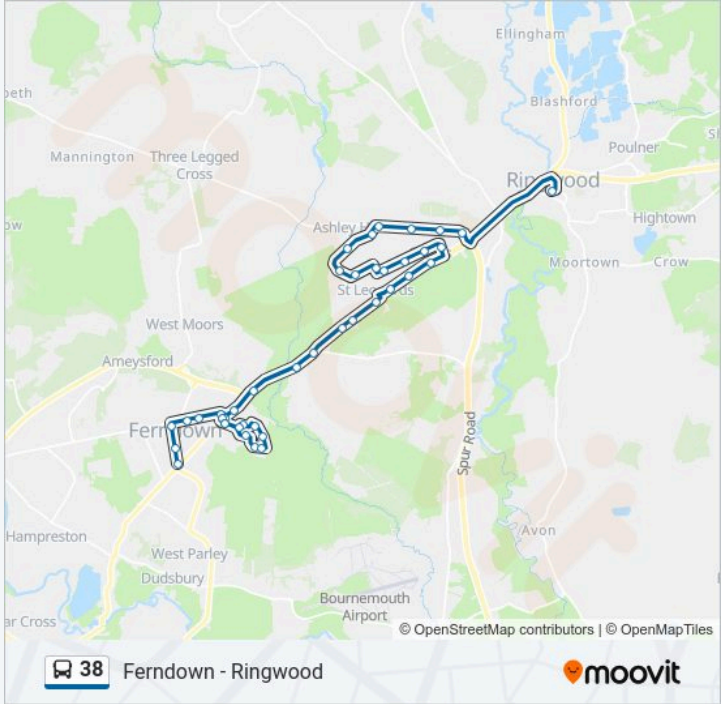 Ellingham
Blashford
Poulner
Mannington
Three Legged
Cross
Ringwood
Hightown
Moortown
Crow
St Leonards
West Moors
Ameysford
Ferndown
Spur Road
Hampreston
West Parley
Dudsbury
Avon
Bournemouth
Airport
© OpenStreetMap contributors | © OpenMapTiles
38 Ferndown - Ringwood
moovit